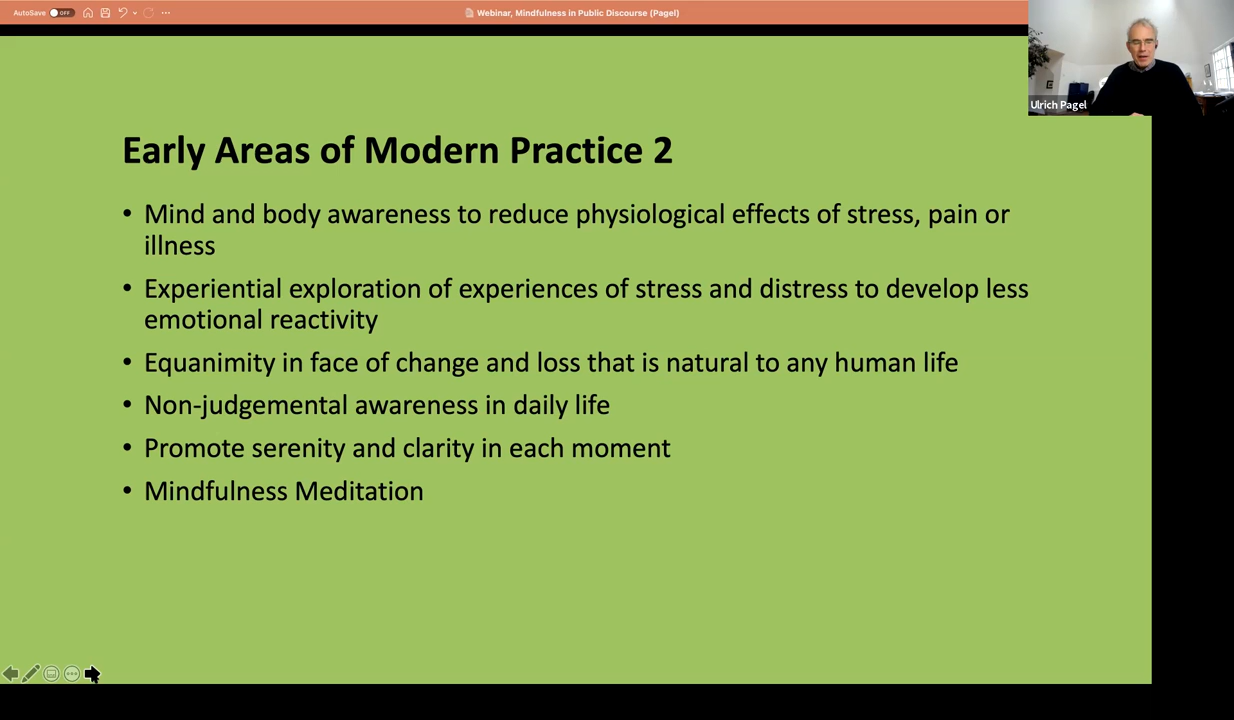 AutoSave OFF
Webinar, Mindfulness in Public Discourse (Pagel)
Ulrich Pagel
Early Areas of Modern Practice 2
• Mind and body awareness to reduce physiological effects of stress, pain or
illness
• Experiential exploration of experiences of stress and distress to develop less
emotional reactivity
• Equanimity in face of change and loss that is natural to any human life
• Non-judgemental awareness in daily life
• Promote serenity and clarity in each moment
• Mindfulness Meditation